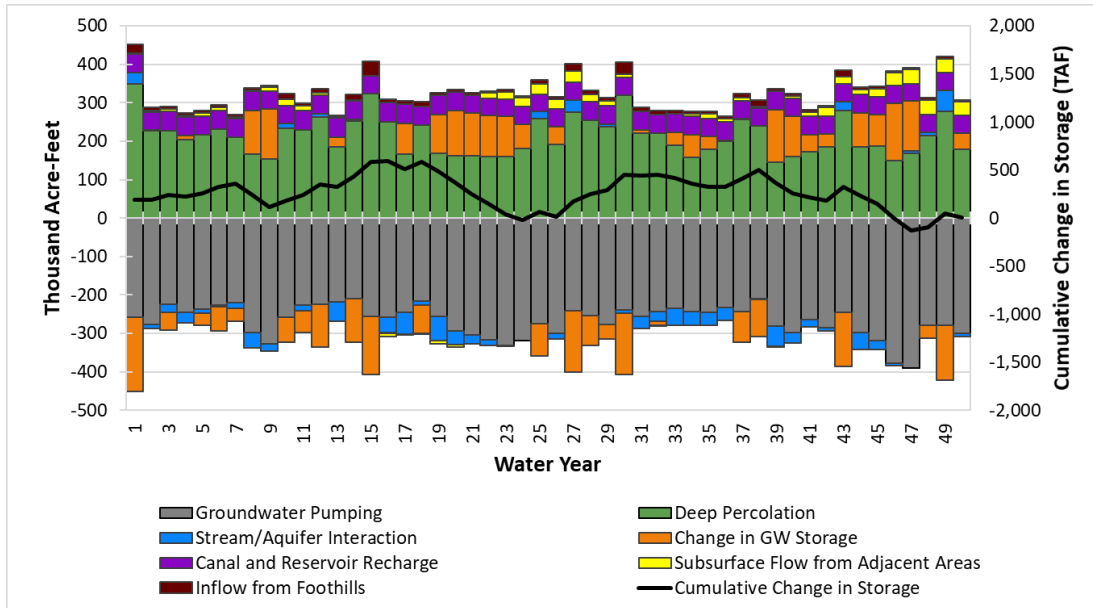 500
400
300
200
100
0
-100
-200
-300
-400
-500
Thousand Acre-Feet
2,000
1,500
1,000
500
0
-500
-1,000
-1,500
-2,000
Cumulative Change in Storage (TAF)
1 3 5 7 9 11 13 15 17 19 21 23 25 27 29 31 33 35 37 39 41 43 45 47 49
Water Year
Groundwater Pumping Deep Percolation
Stream/Aquifer Interaction Change in GW Storage
Canal and Reservoir Recharge Subsurface Flow from Adjacent Areas
Inflow from Foothills Cumulative Change in Storage